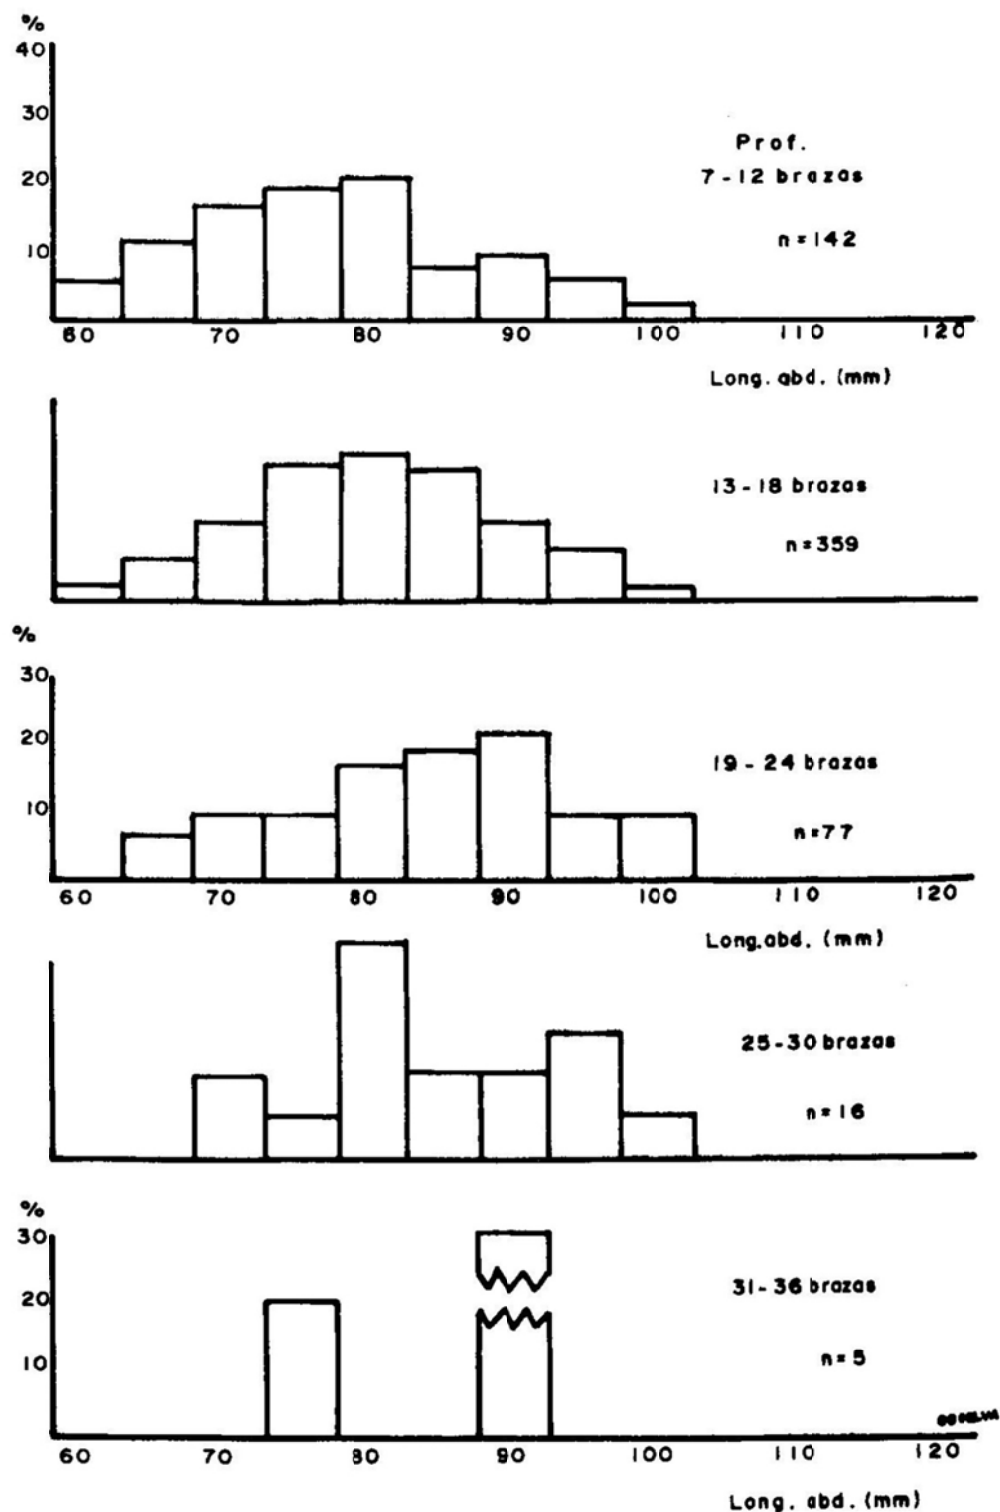 %
40
30
Prof.
20
7-12 brazas
n=142
10
60 70 80 90 100 110 120
Long. abd. (mm)
13-18 brazas
n=359
%
30
20
19-24 brazas
10
n=77
60 70 80 90 100 110 120
Long. abd. (mm)
25-30 brazas
n=16
%
30
31-36 brazas
20
10
n=5
60 70 80 90 100 110 120
Long. abd. (mm)